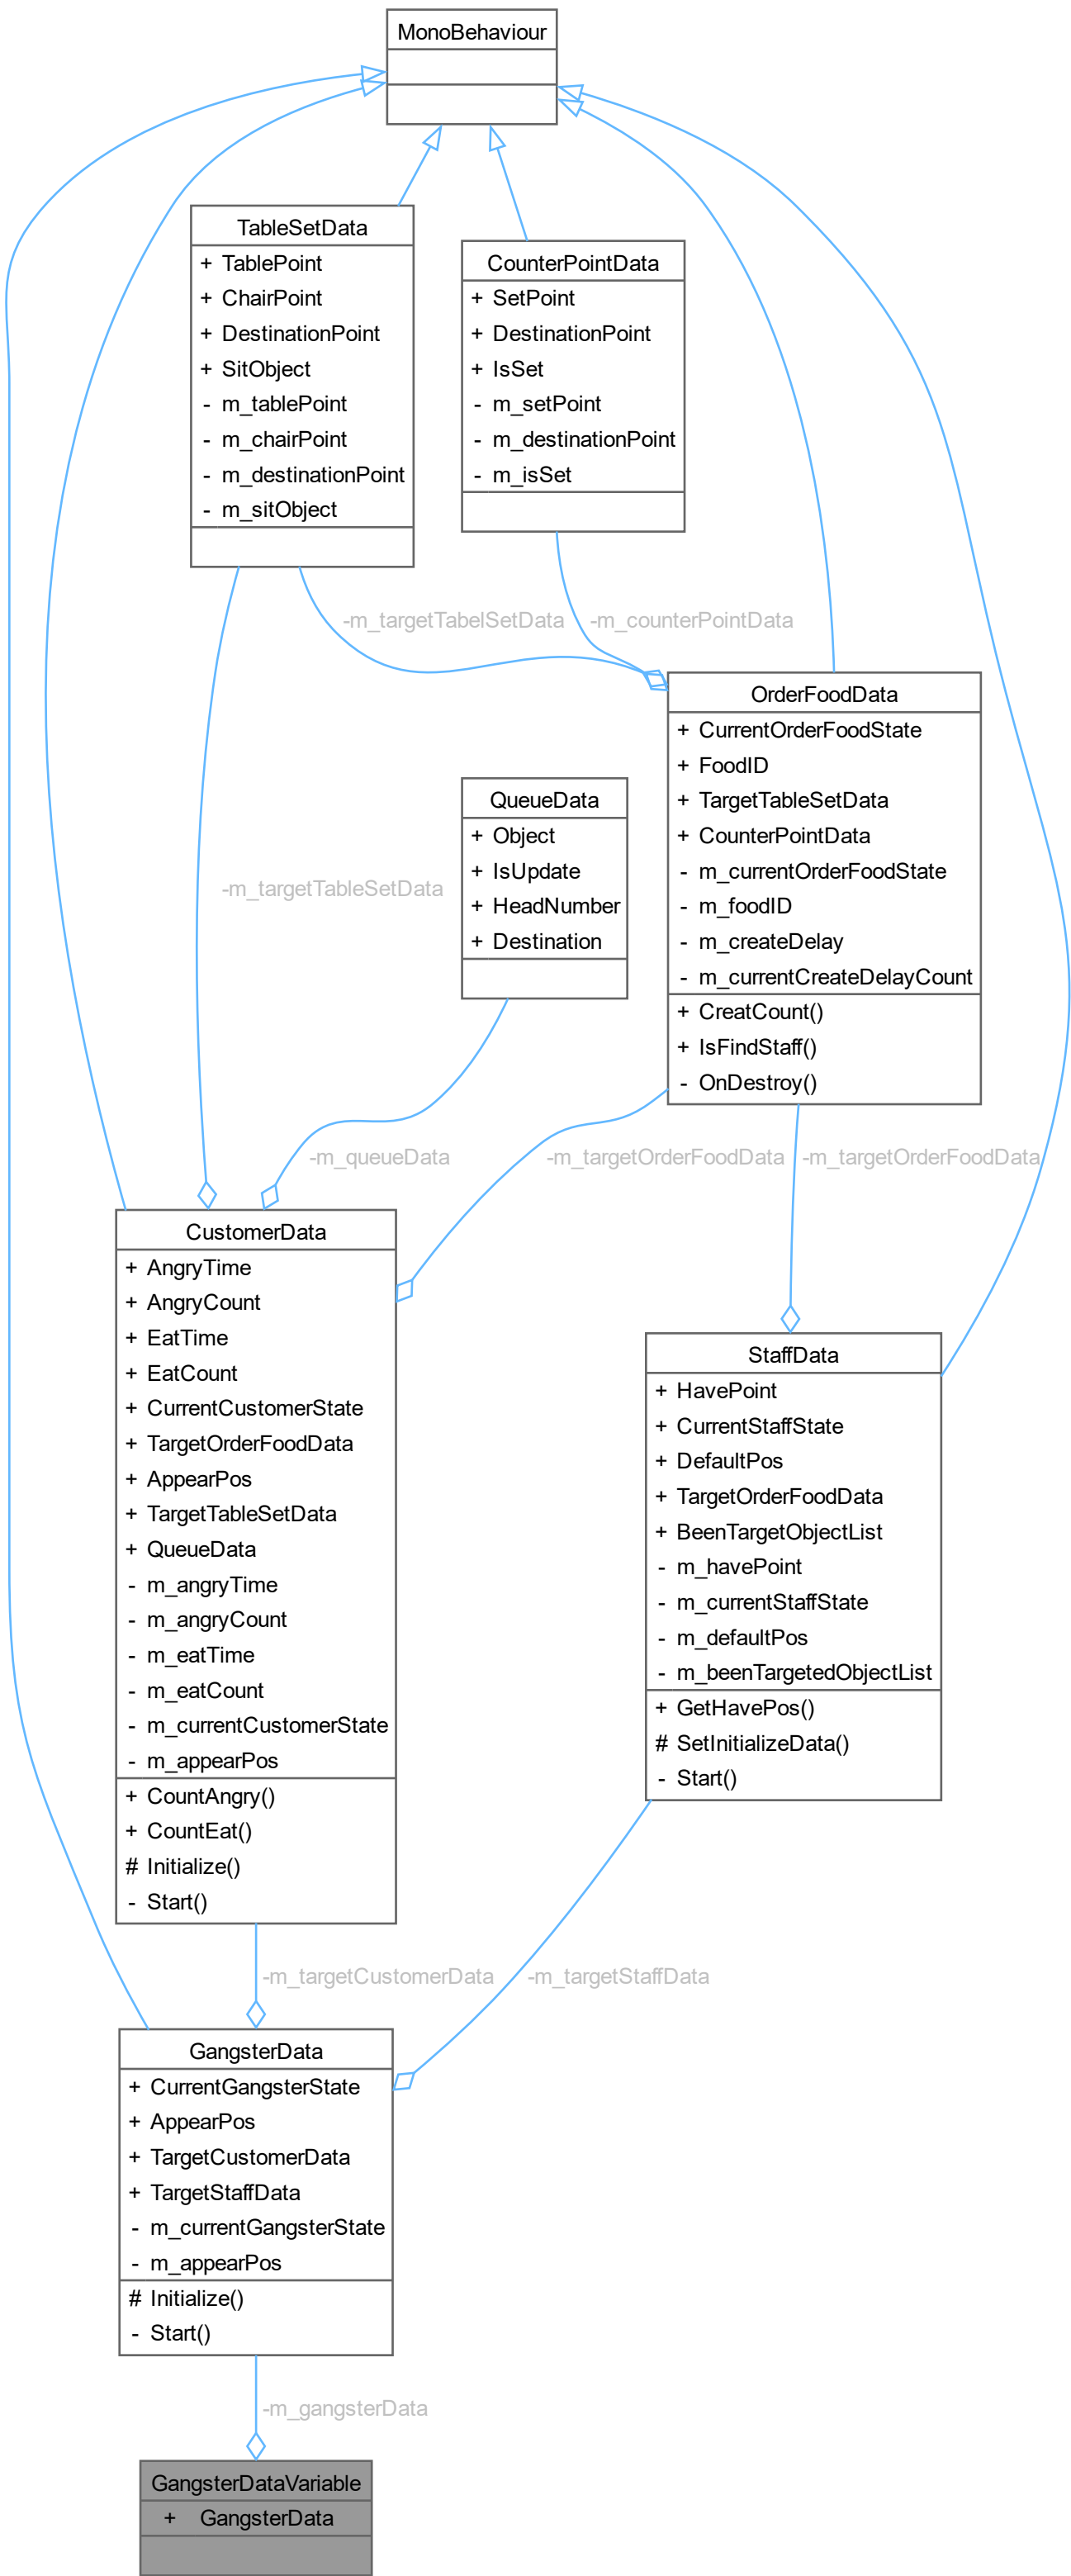 MonoBehaviour
TableSetData
+ TablePoint
+ ChairPoint
+ DestinationPoint
+ SitObject
- m_tablePoint
- m_chairPoint
- m_destinationPoint
- m_sitObject
CounterPointData
+ SetPoint
+ DestinationPoint
+ IsSet
- m_setPoint
- m_destinationPoint
- m_isSet
-m_targetTabelSetData
-m_counterPointData
OrderFoodData
+ CurrentOrderFoodState
+ FoodID
+ TargetTableSetData
+ CounterPointData
- m_currentOrderFoodState
- m_foodID
- m_createDelay
- m_currentCreateDelayCount
+ CreatCount()
+ IsFindStaff()
- OnDestroy()
QueueData
+ Object
+ IsUpdate
+ HeadNumber
+ Destination
-m_targetTableSetData
-m_queueData
-m_targetOrderFoodData
-m_targetOrderFoodData
CustomerData
+ AngryTime
+ AngryCount
+ EatTime
+ EatCount
+ CurrentCustomerState
+ TargetOrderFoodData
+ AppearPos
+ TargetTableSetData
+ QueueData
- m_angryTime
- m_angryCount
- m_eatTime
- m_eatCount
- m_currentCustomerState
- m_appearPos
+ CountAngry()
+ CountEat()
# Initialize()
- Start()
StaffData
+ HavePoint
+ CurrentStaffState
+ DefaultPos
+ TargetOrderFoodData
+ BeenTargetObjectList
- m_havePoint
- m_currentStaffState
- m_defaultPos
- m_beenTargetedObjectList
+ GetHavePos()
# SetInitializeData()
- Start()
-m_targetCustomerData
-m_targetStaffData
GangsterData
+ CurrentGangsterState
+ AppearPos
+ TargetCustomerData
+ TargetStaffData
- m_currentGangsterState
- m_appearPos
# Initialize()
- Start()
-m_gangsterData
GangsterDataVariable
+ GangsterData